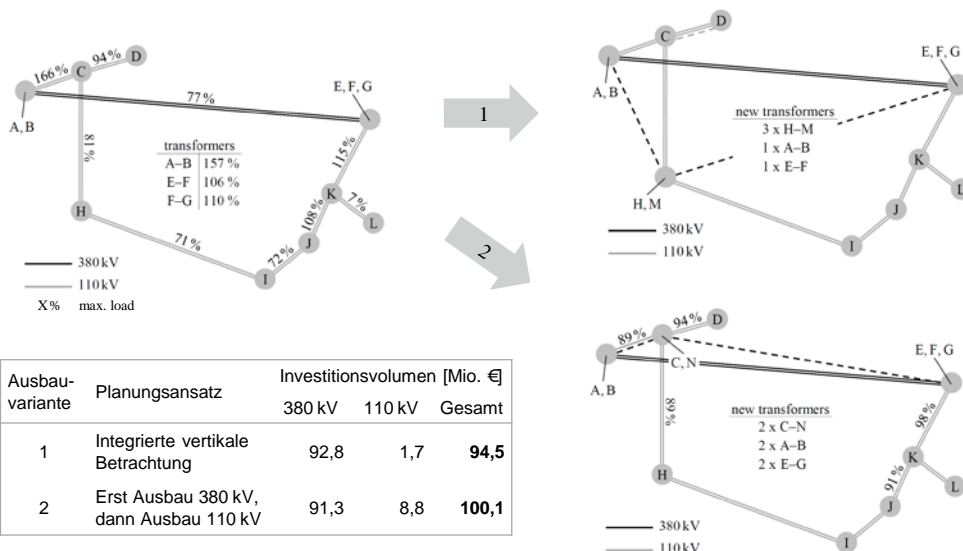 94%
D
C
166%
77%
E, F, G
A, B
81%
transformers
A–B 157 %
E–F 106 %
F–G 110 %
115%
K
7%
L
108%
J
H
71%
72%
I
380 kV
110 kV
X% max. load
1
2
D
C
E, F, G
A, B
new transformers
3 x H–M
1 x A–B
1 x E–F
K
L
J
H, M
I
380 kV
110 kV
94%
D
89%
C, N
E, F, G
A, B
89%
new transformers
2 x C–N
2 x A–B
2 x E–G
98%
K
L
91%
J
H
I
380 kV
110 kV
Ausbau-
variante
Planungsansatz
Investitionsvolumen [Mio. €]
380 kV 110 kV Gesamt
1 Integrierte vertikale
Betrachtung 92,8 1,7 94,5
2 Erst Ausbau 380 kV,
dann Ausbau 110 kV 91,3 8,8 100,1